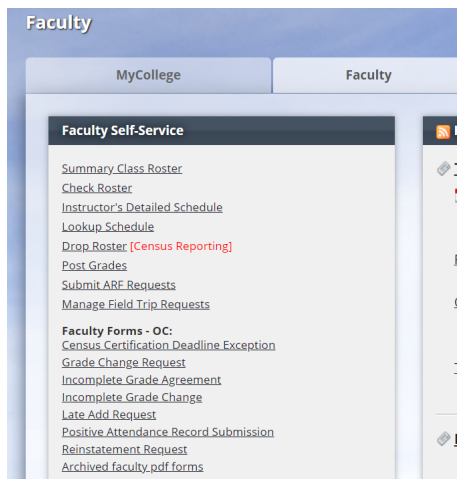 Faculty
MyCollege
Faculty
Faculty Self-Service
Summary Class Roster
Check Roster
Instructor's Detailed Schedule
Lookup Schedule
Drop Roster [Census Reporting]
Post Grades
Submit ARF Requests
Manage Field Trip Requests
Faculty Forms - OC:
Census Certification Deadline Exception
Grade Change Request
Incomplete Grade Agreement
Incomplete Grade Change
Late Add Request
Positive Attendance Record Submission
Reinstatement Request
Archived faculty pdf forms